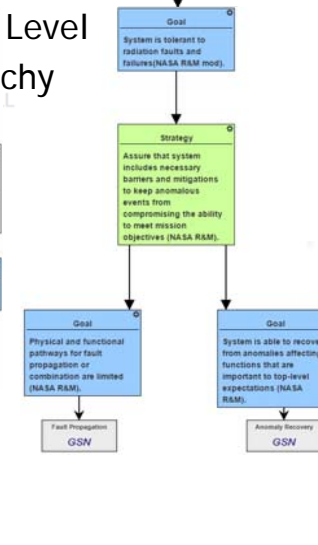 Level
chy
Goal
System is tolerant to
radiation faults and
failures(NASA R&M mod).
Strategy
Assure that system
includes necessary
barriers and mitigations
to keep anomalous
events from
compromising the ability
to meet mission
objectives (NASA R&M).
Goal
Physical and functional
pathways for fault
propagation or
combination are limited
(NASA R&M).
Goal
System is able to recove
from anomalies affecting
functions that are
important to top-level
expectations (NASA
R&M).
Fault Propagation
GSN
Anomaly Recovery
GSN